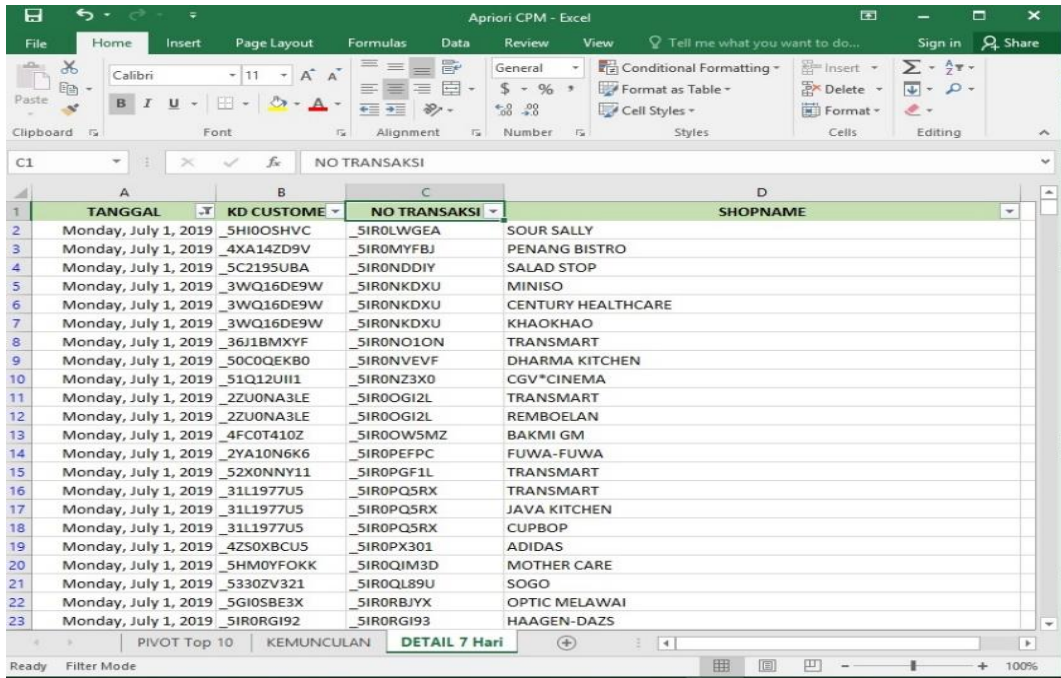 Apriori CPM - Excel
File Home Insert Page Layout Formulas Data Review View Tell me what you want to do... Sign in Share
Paste
Calibri 11 A A
B I U A
General
$ % ,
Conditional Formatting
Format as Table
Cell Styles
Insert
Delete
Format
Clipboard Font Alignment Number Styles Cells Editing
C1 fx NO TRANSAKSI
A B C D
1 TANGGAL KD CUSTOME NO TRANSAKSI SHOPNAME
2 Monday, July 1, 2019 _5HI0OSHVC _5IR0LWGEA SOUR SALLY
3 Monday, July 1, 2019 _4XA14ZD9V _5IR0MYFBJ PENANG BISTRO
4 Monday, July 1, 2019 _5C2195UBA _5IR0NDDIY SALAD STOP
5 Monday, July 1, 2019 _3WQ16DE9W _5IR0NKDXU MINISO
6 Monday, July 1, 2019 _3WQ16DE9W _5IR0NKDXU CENTURY HEALTHCARE
7 Monday, July 1, 2019 _3WQ16DE9W _5IR0NKDXU KHAOKHAO
8 Monday, July 1, 2019 _36J1BMXYF _5IR0NO1ON TRANSMART
9 Monday, July 1, 2019 _50C0QEKB0 _5IR0NVEVF DHARMA KITCHEN
10 Monday, July 1, 2019 _51Q12UII1 _5IR0NZ3X0 CGV*CINEMA
11 Monday, July 1, 2019 _2ZU0NA3LE _5IR0OGI2L TRANSMART
12 Monday, July 1, 2019 _2ZU0NA3LE _5IR0OGI2L REMBOELAN
13 Monday, July 1, 2019 _4FC0T410Z _5IR0OW5MZ BAKMI GM
14 Monday, July 1, 2019 _2YA10N6K6 _5IR0PEFPC FUWA-FUWA
15 Monday, July 1, 2019 _52X0NNY11 _5IR0PGF1L TRANSMART
16 Monday, July 1, 2019 _31L1977U5 _5IR0PQ5RX TRANSMART
17 Monday, July 1, 2019 _31L1977U5 _5IR0PQ5RX JAVA KITCHEN
18 Monday, July 1, 2019 _31L1977U5 _5IR0PQ5RX CUPBOP
19 Monday, July 1, 2019 _4ZS0XBCU5 _5IR0PX301 ADIDAS
20 Monday, July 1, 2019 _5HM0YFOKK _5IR0QIM3D MOTHER CARE
21 Monday, July 1, 2019 _5330ZV321 _5IR0QL89U SOGO
22 Monday, July 1, 2019 _5GI0SBE3X _5IR0RBJYX OPTIC MELAWAI
23 Monday, July 1, 2019 _5IR0RGI92 _5IR0RGI93 HAAGEN-DAZS
PIVOT Top 10 KEMUNCULAN DETAIL 7 Hari
Ready Filter Mode 100%